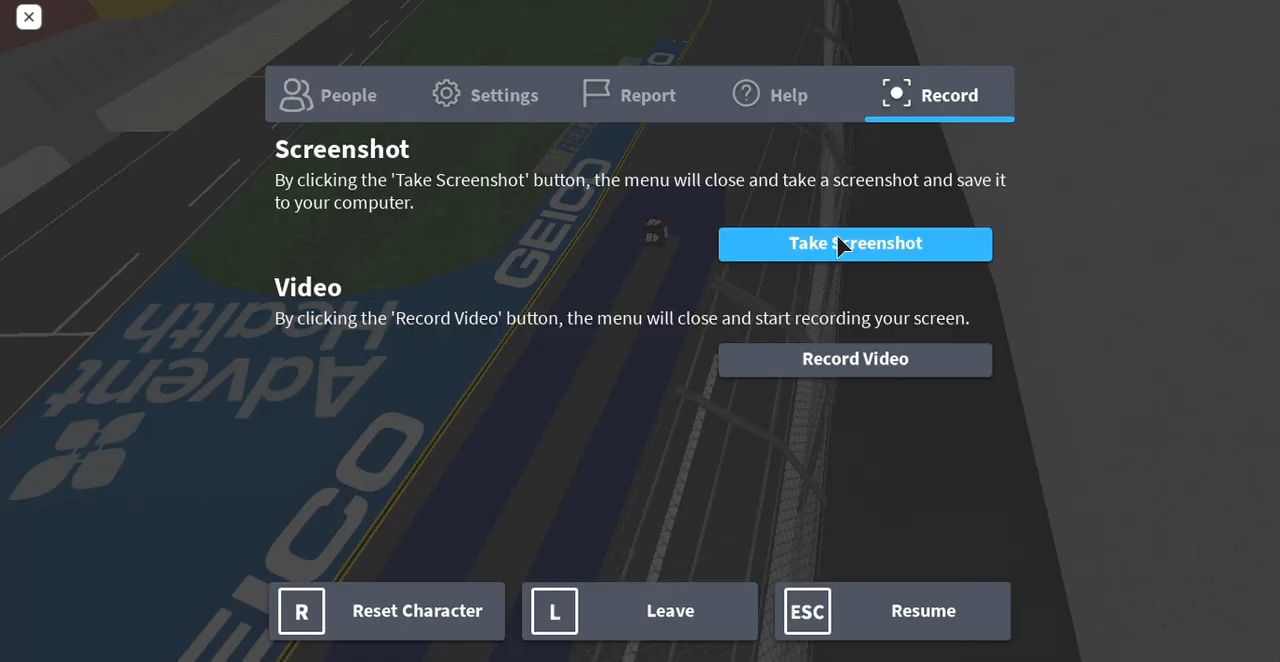 People
Settings
Report
Help
Record
Screenshot
By clicking the 'Take Screenshot' button, the menu will close and take a screenshot and save it
to your computer.
Take Screenshot
Video
By clicking the 'Record Video' button, the menu will close and start recording your screen.
Record Video
GEICO
48
Advent
Health
R
Reset Character
L
Leave
ESC
Resume